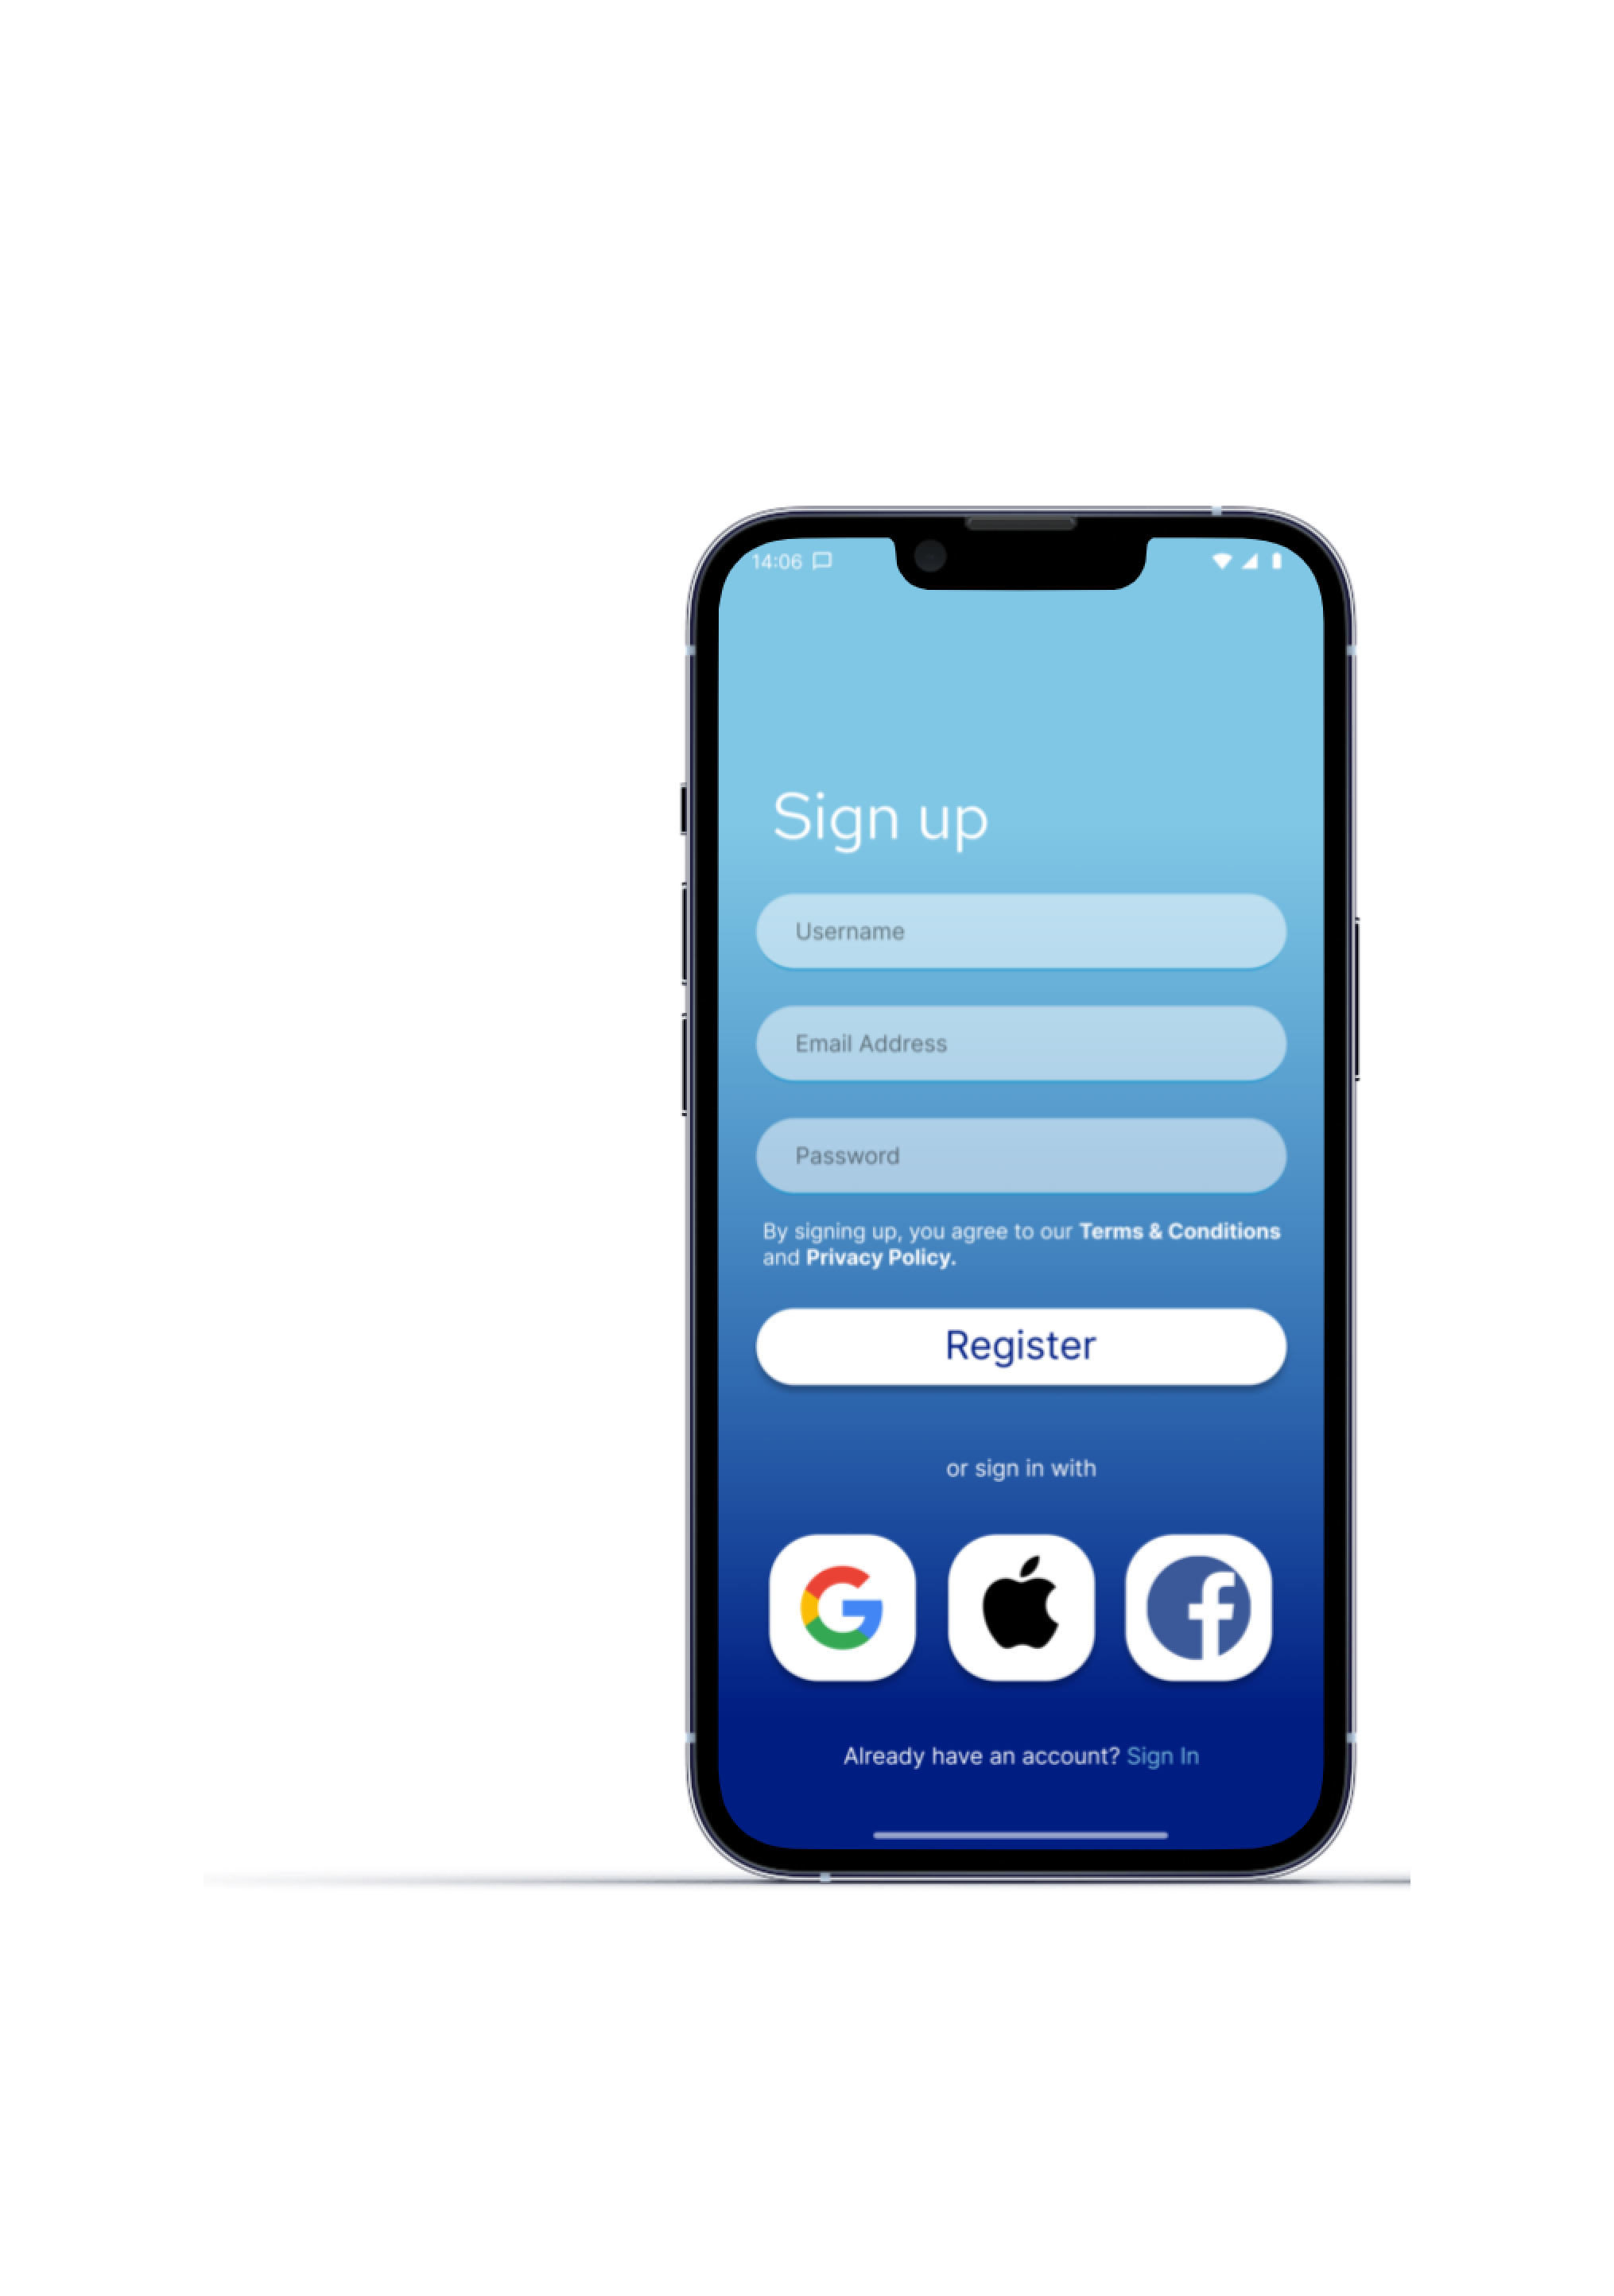 14:06
Sign up
Username
Email Address
Password
By signing up, you agree to our Terms & Conditions
and Privacy Policy.
Register
or sign in with
Already have an account? Sign In